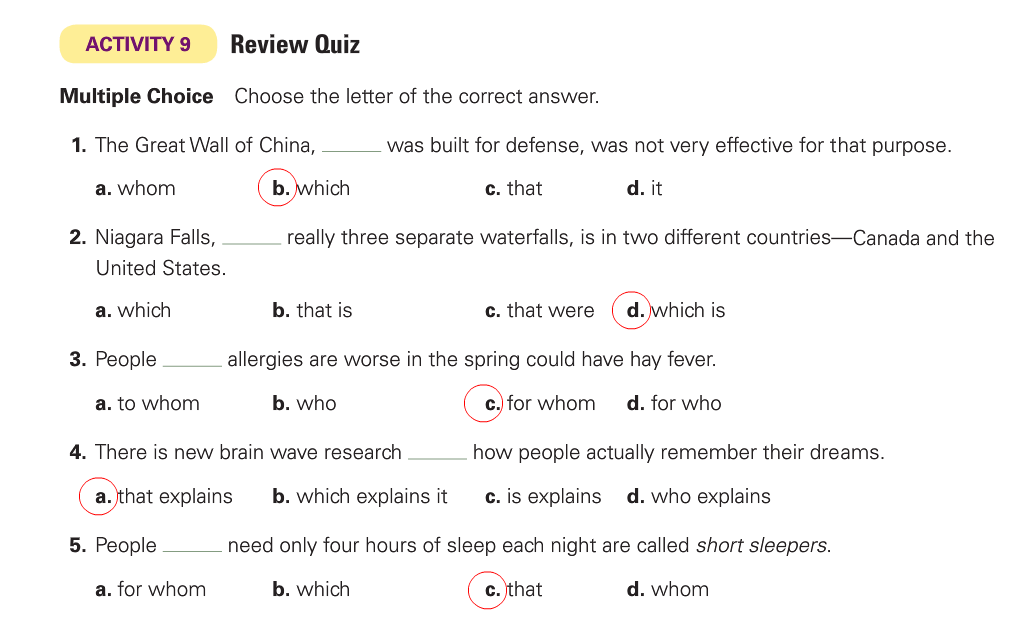 ACTIVITY 9 Review Quiz
Multiple Choice Choose the letter of the correct answer.
1. The Great Wall of China, ______ was built for defense, was not very effective for that purpose.
a. whom b. which c. that d. it
2. Niagara Falls, ______ really three separate waterfalls, is in two different countries—Canada and the
United States.
a. which b. that is c. that were d. which is
3. People ______ allergies are worse in the spring could have hay fever.
a. to whom b. who c. for whom d. for who
4. There is new brain wave research ______ how people actually remember their dreams.
a. that explains b. which explains it c. is explains d. who explains
5. People ______ need only four hours of sleep each night are called short sleepers.
a. for whom b. which c. that d. whom